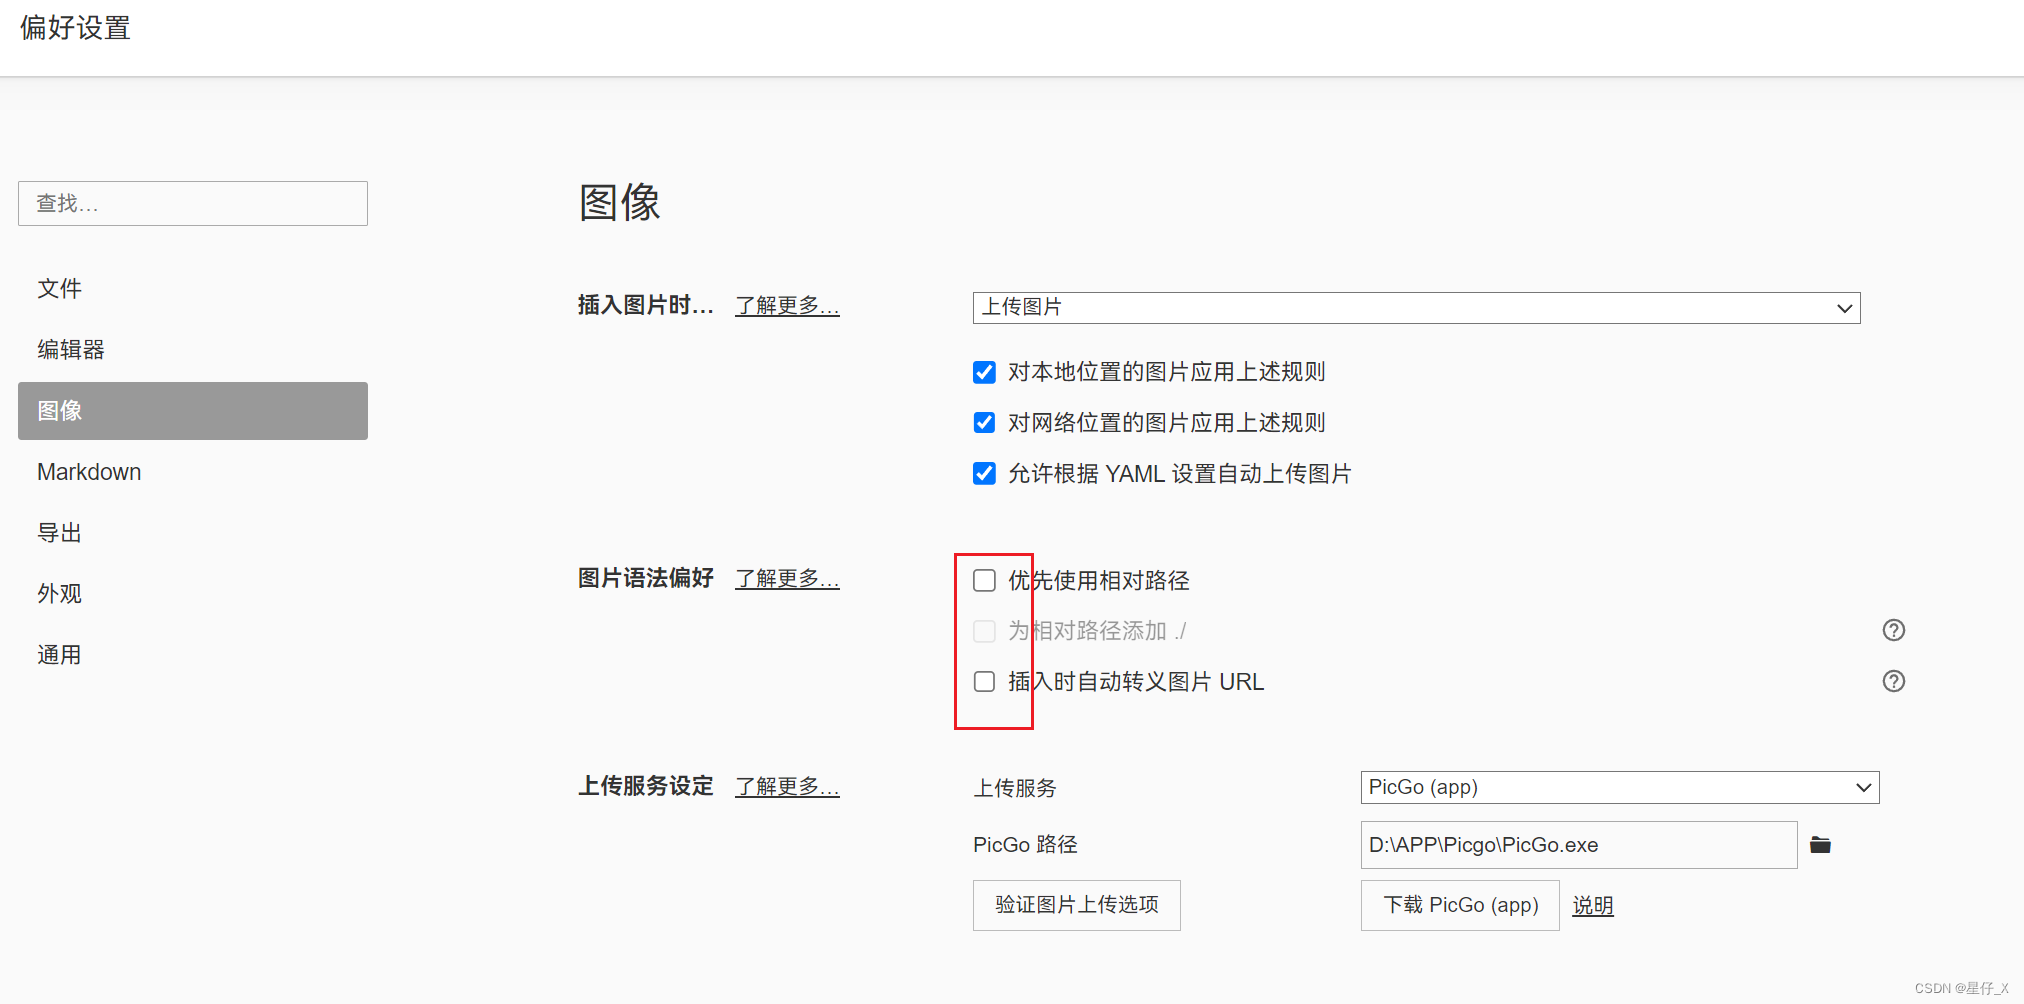 偏好设置
查找...
文件
编辑器
图像
Markdown
导出
外观
通用
图像
插入图片时... 了解更多... 上传图片
对本地位置的图片应用上述规则
对网络位置的图片应用上述规则
允许根据 YAML 设置自动上传图片
图片语法偏好 了解更多... 优先使用相对路径
为相对路径添加 ./
插入时自动转义图片 URL
上传服务设定 了解更多... 上传服务 PicGo (app)
PicGo 路径 D:\APP\Picgo\PicGo.exe
验证图片上传选项 下载 PicGo (app) 说明
CSDN @星仔_X